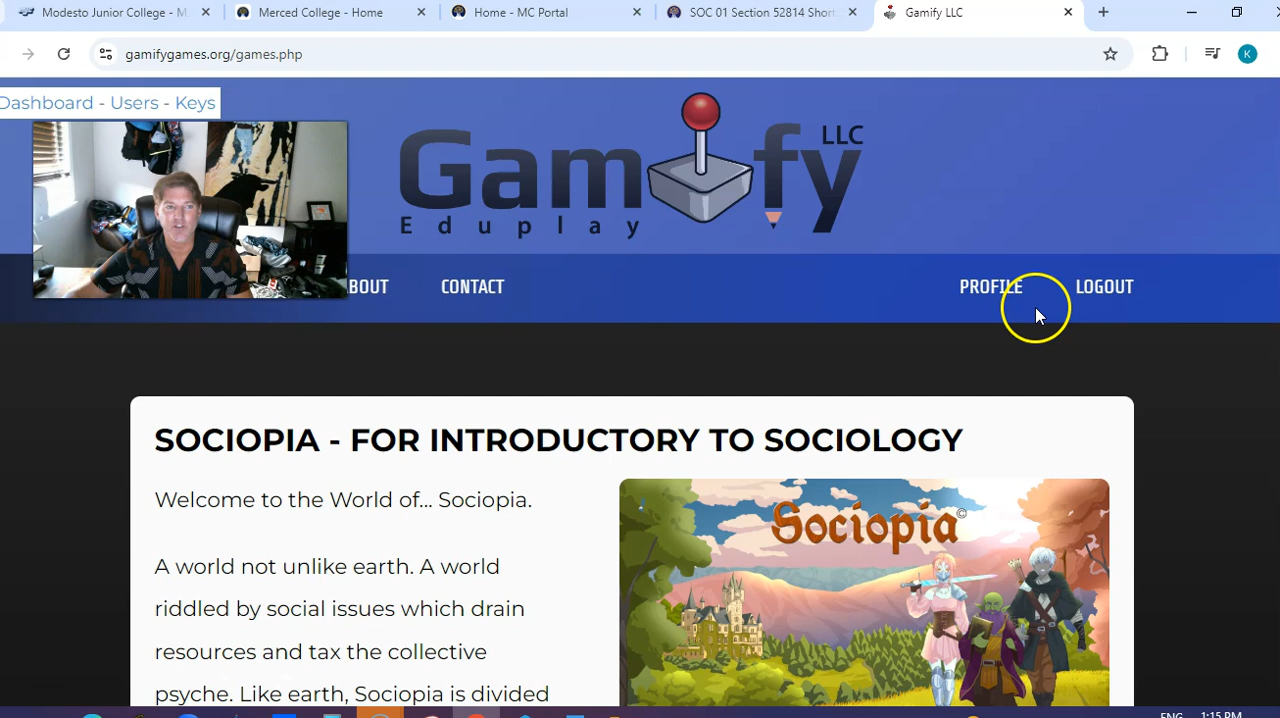 Modesto Junior College - M
Merced College - Home
Home - MC Portal
SOC 01 Section 52814 Short
Gamify LLC
gamifygames.org/games.php
K
Dashboard - Users - Keys
Gamify LLC
Eduplay
BOUT
CONTACT
PROFILE
LOGOUT
SOCIOPIA - FOR INTRODUCTORY TO SOCIOLOGY
Welcome to the World of... Sociopia.
A world not unlike earth. A world
riddled by social issues which drain
resources and tax the collective
psyche. Like earth, Sociopia is divided
Sociopia©
ENG
1:15 PM